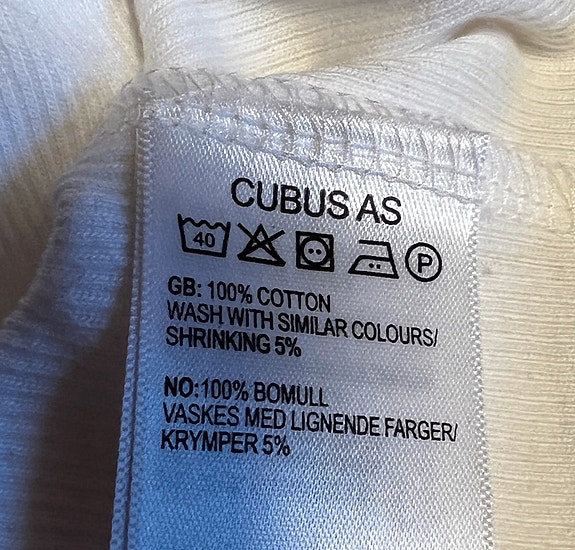 CUBUS AS
40 P
GB: 100% COTTON
WASH WITH SIMILAR COLOURS/
SHRINKING 5%
NO:100% BOMULL
VASKES MED LIGNENDE FARGER/
KRYMPER 5%